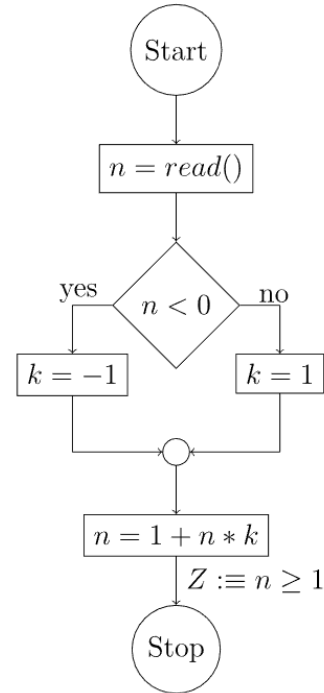 Start
n = read()
yes
n < 0
no
k = −1
k = 1
n = 1 + n ∗ k
Z :≡ n ≥ 1
Stop